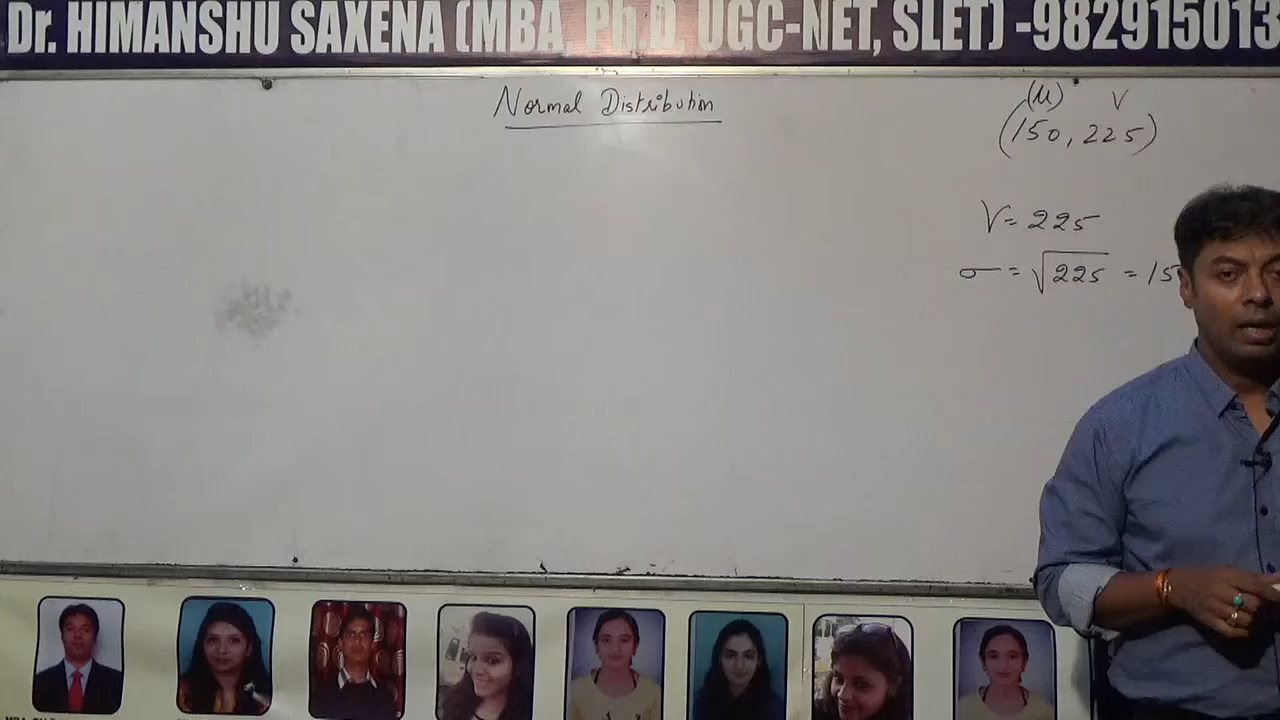 Dr. HIMANSHU SAXENA (MBA, Ph.D, UGC-NET, SLET) -982915013
Normal Distribution
(μ) V
(150, 225)
V = 225
σ = √225 = 15